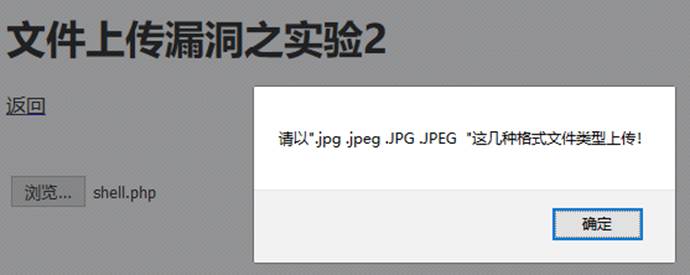 文件上传漏洞之实验2
返回
请以".jpg .jpeg .JPG .JPEG  "这几种格式文件类型上传!
浏览... shell.php
确定